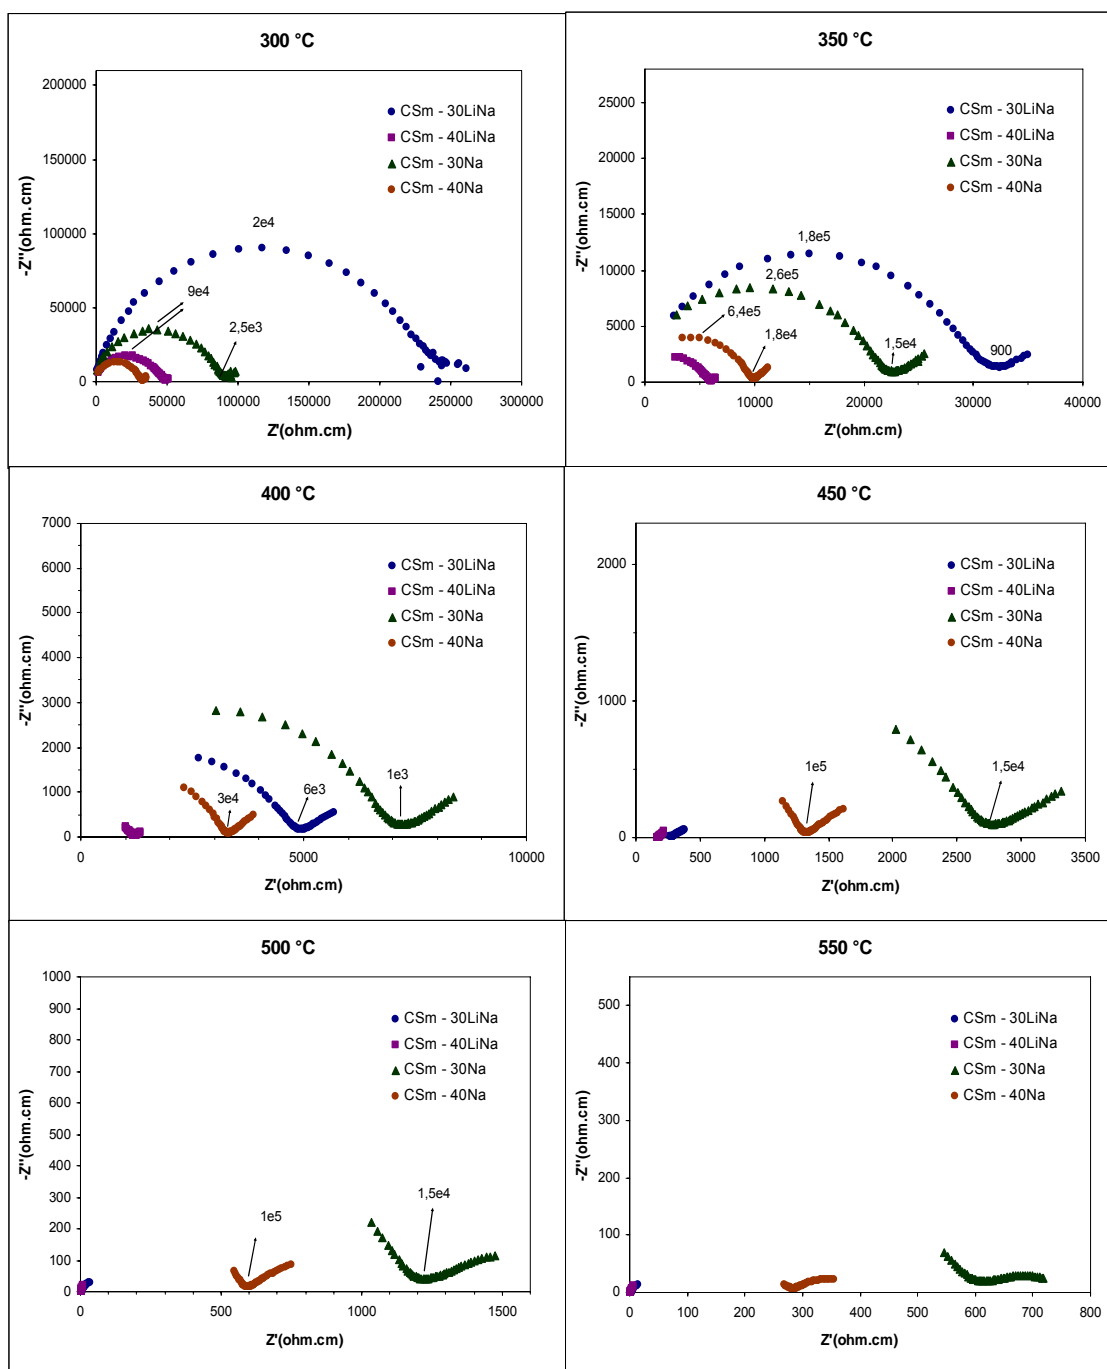 300 °C
200000
150000
100000
50000
0
-Z''(ohm.cm)
CSm - 30LiNa
CSm - 40LiNa
CSm - 30Na
CSm - 40Na
2e4
9e4
2,5e3
0 50000 100000 150000 200000 250000 300000
Z'(ohm.cm)
350 °C
25000
20000
15000
10000
5000
0
-Z''(ohm.cm)
CSm - 30LiNa
CSm - 40LiNa
CSm - 30Na
CSm - 40Na
1,8e5
2,6e5
6,4e5
1,8e4
1,5e4
900
0 10000 20000 30000 40000
Z'(ohm.cm)
400 °C
7000
6000
5000
4000
3000
2000
1000
0
-Z''(ohm.cm)
CSm - 30LiNa
CSm - 40LiNa
CSm - 30Na
CSm - 40Na
3e4
6e3
1e3
0 5000 10000
Z'(ohm.cm)
450 °C
2000
1000
0
-Z''(ohm.cm)
CSm - 30LiNa
CSm - 40LiNa
CSm - 30Na
CSm - 40Na
1e5
1,5e4
0 500 1000 1500 2000 2500 3000 3500
Z'(ohm.cm)
500 °C
1000
900
800
700
600
500
400
300
200
100
0
-Z''(ohm.cm)
CSm - 30LiNa
CSm - 40LiNa
CSm - 30Na
CSm - 40Na
1e5
1,5e4
0 500 1000 1500
Z'(ohm.cm)
550 °C
500
400
300
200
100
0
-Z''(ohm.cm)
CSm - 30LiNa
CSm - 40LiNa
CSm - 30Na
CSm - 40Na
0 100 200 300 400 500 600 700 800
Z'(ohm.cm)